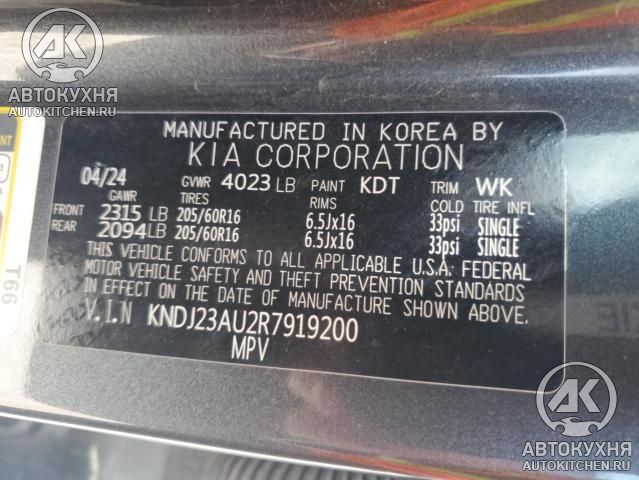 AK
АВТОКУХНЯ
AUTOKITCHEN.RU
MANUFACTURED IN KOREA BY
KIA CORPORATION
04/24 GVWR 4023 LB PAINT KDT TRIM WK
GAWR TIRES RIMS COLD TIRE INFL
FRONT 2315 LB 205/60R16 6.5Jx16 33psi SINGLE
REAR 2094 LB 205/60R16 6.5Jx16 33psi SINGLE
THIS VEHICLE CONFORMS TO ALL APPLICABLE U.S.A. FEDERAL
MOTOR VEHICLE SAFETY AND THEFT PREVENTION STANDARDS
IN EFFECT ON THE DATE OF MANUFACTURE SHOWN ABOVE.
V.I.N KNDJ23AU2R7919200
MPV
T66
AK
АВТОКУХНЯ
AUTOKITCHEN.RU